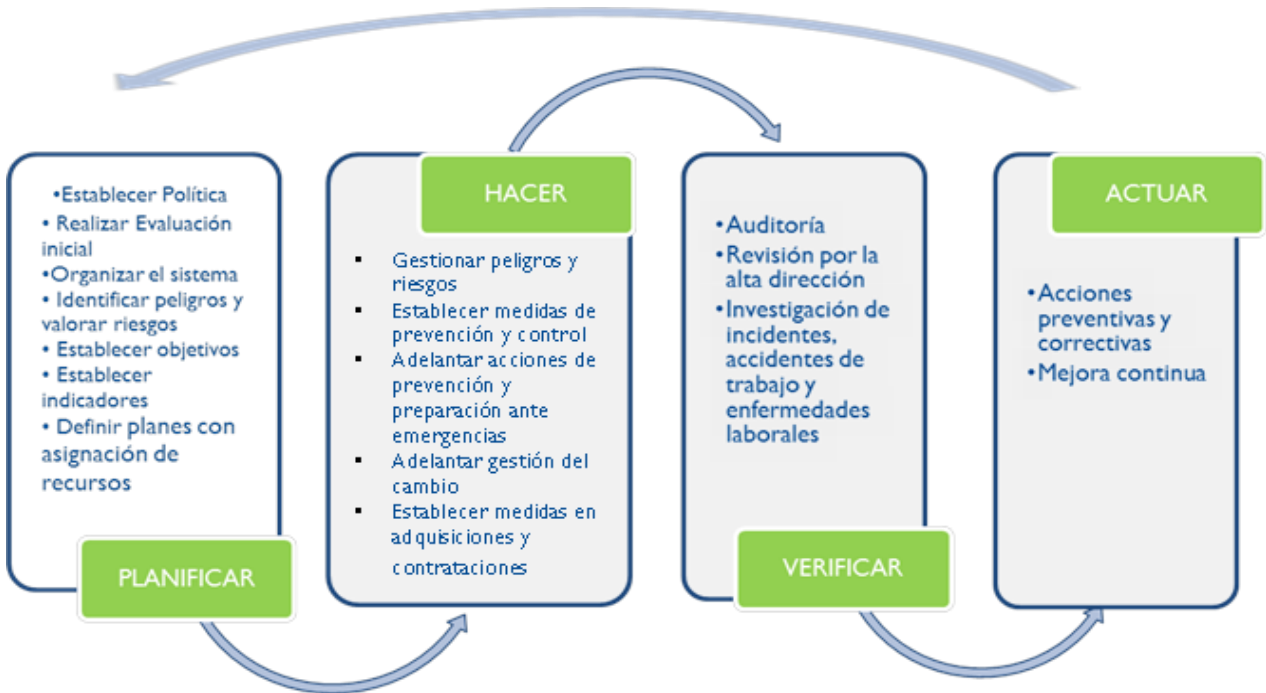 •Establecer Política
• Realizar Evaluación
inicial
•Organizar el sistema
• Identificar peligros y
valorar riesgos
• Establecer objetivos
• Establecer
indicadores
• Definir planes con
asignación de
recursos
PLANIFICAR
HACER
▪ Gestionar peligros y
riesgos
▪ Establecer medidas de
prevención y control
▪ Adelantar acciones de
prevención y
preparación ante
emergencias
▪ Adelantar gestión del
cambio
▪ Establecer medidas en
adquisiciones y
contrataciones
•Auditoría
•Revisión por la
alta dirección
•Investigación de
incidentes,
accidentes de
trabajo y
enfermedades
laborales
VERIFICAR
ACTUAR
•Acciones
preventivas y
correctivas
•Mejora continua